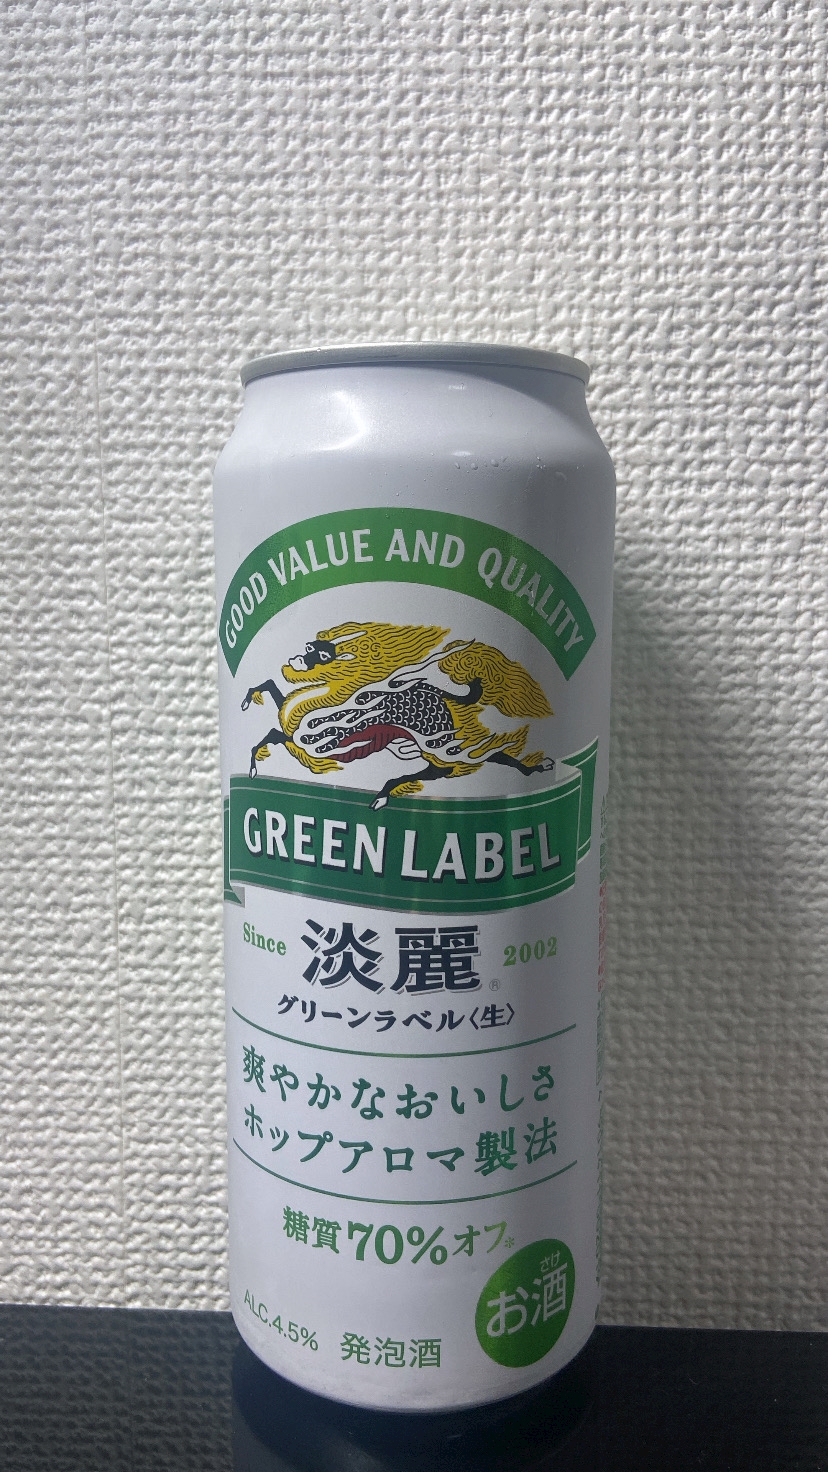 GOOD VALUE AND QUALITY
GREEN LABEL
Since 淡麗® 2002
グリーンラベル〈生〉
爽やかなおいしさ
ホップアロマ製法
糖質70%オフ※
さけ
お酒
ALC.4.5% 発泡酒